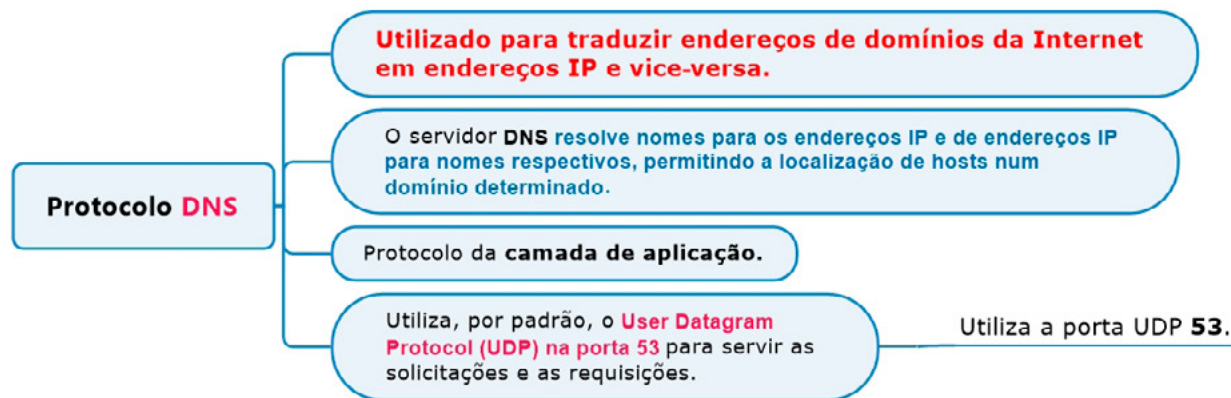 Utilizado para traduzir endereços de domínios da Internet
em endereços IP e vice-versa.
O servidor DNS resolve nomes para os endereços IP e de endereços IP
para nomes respectivos, permitindo a localização de hosts num
domínio determinado.
Protocolo DNS
Protocolo da camada de aplicação.
Utiliza, por padrão, o User Datagram
Protocol (UDP) na porta 53 para servir as
solicitações e as requisições.
Utiliza a porta UDP 53.